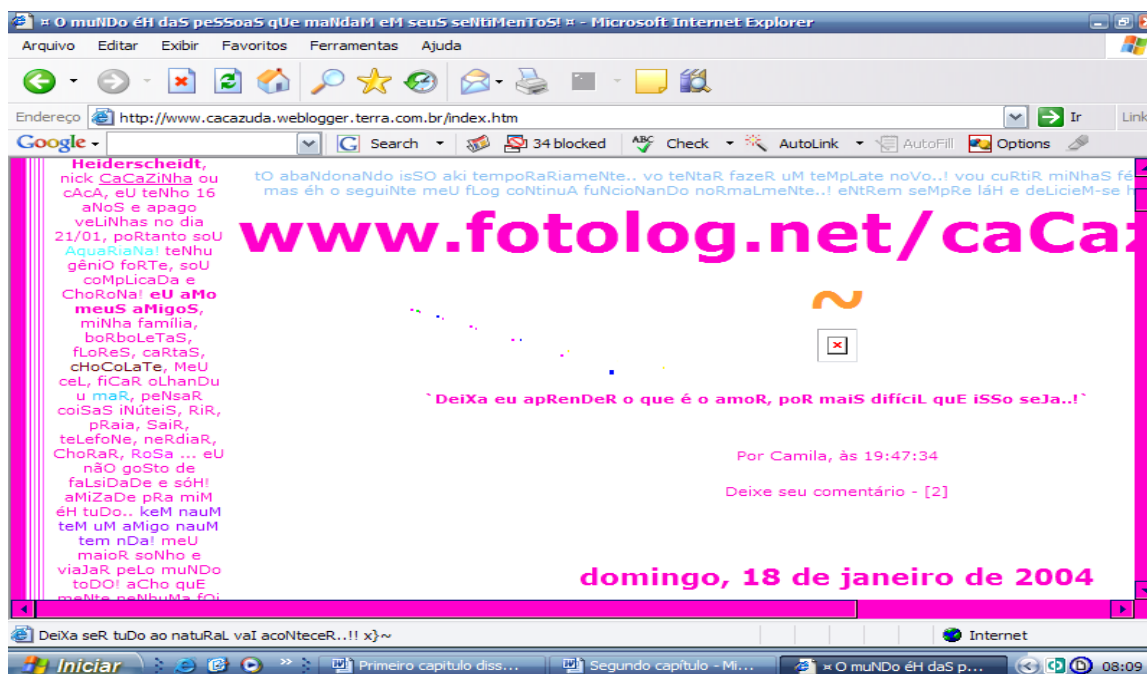 ¤ O muNDo éH daS peSSoaS qUe maNdaM eM seuS seNtiMenToS! ¤ - Microsoft Internet Explorer
Arquivo Editar Exibir Favoritos Ferramentas Ajuda
Endereço http://www.cacazuda.weblogger.terra.com.br/index.htm Ir Link
Google Search 34 blocked ABC Check AutoLink AutoFill Options
Heiderscheidt,
nick CaCaZiNha ou
cAcA, eU teNho 16
aNoS e apago
veLiNhas no dia
21/01, poRtanto soU
AquaRiaNa! teNhu
gêniO foRTe, soU
coMpLicaDa e
ChoRoNa! eU aMo
meuS aMigoS,
miNha família,
boRboLeTaS,
fLoReS, caRtaS,
cHoCoLaTe, MeU
ceL, fiCaR oLhanDu
u maR, peNsaR
coiSaS iNúteiS, RiR,
pRaia, SaiR,
teLefoNe, neRdiaR,
ChoRaR, RoSa ... eU
nãO goSto de
faLsiDaDe e sóH!
aMiZaDe pRa miM
éH tuDo.. keM nauM
teM uM aMigo nauM
tem nDa! meU
maioR soNho e
viaJaR peLo muNDo
toDO! aCho quE
meNte neNhuMa fOi
tO abaNdonaNdo isSO aki tempoRaRiameNte.. vo teNtaR fazeR uM teMpLate noVo..! vou cuRtiR miNhaS fé
mas éh o seguiNte meU fLog coNtinuA fuNcioNanDo noRmaLmeNte..! eNtRem seMpRe láH e deLicieM-se h
www.fotolog.net/caCaz
~
`DeiXa eu apRenDeR o que é o amoR, poR maiS difíciL quE iSSo seJa..!`
Por Camila, às 19:47:34
Deixe seu comentário - [2]
domingo, 18 de janeiro de 2004
DeiXa seR tuDo ao natuRaL vaI acoNteceR..!! x}~ Internet
Iniciar Primeiro capitulo diss... Segundo capítulo - Mi... ¤ O muNDo éH daS p... 08:09